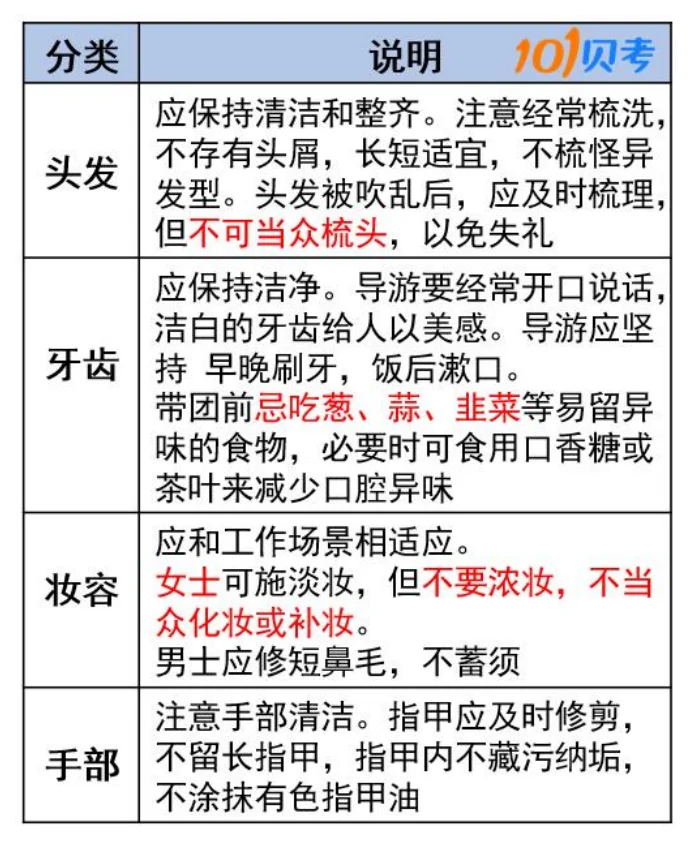 分类
说明
101贝考
头发
应保持清洁和整齐。注意经常梳洗，
不存有头屑，长短适宜，不梳怪异
发型。头发被吹乱后，应及时梳理，
但不可当众梳头，以免失礼
牙齿
应保持洁净。导游要经常开口说话，
洁白的牙齿给人以美感。导游应坚
持 早晚刷牙，饭后漱口。
带团前忌吃葱、蒜、韭菜等易留异
味的食物，必要时可食用口香糖或
茶叶来减少口腔异味
妆容
应和工作场景相适应。
女士可施淡妆，但不要浓妆，不当
众化妆或补妆。
男士应修短鼻毛，不蓄须
手部
注意手部清洁。指甲应及时修剪，
不留长指甲，指甲内不藏污纳垢，
不涂抹有色指甲油